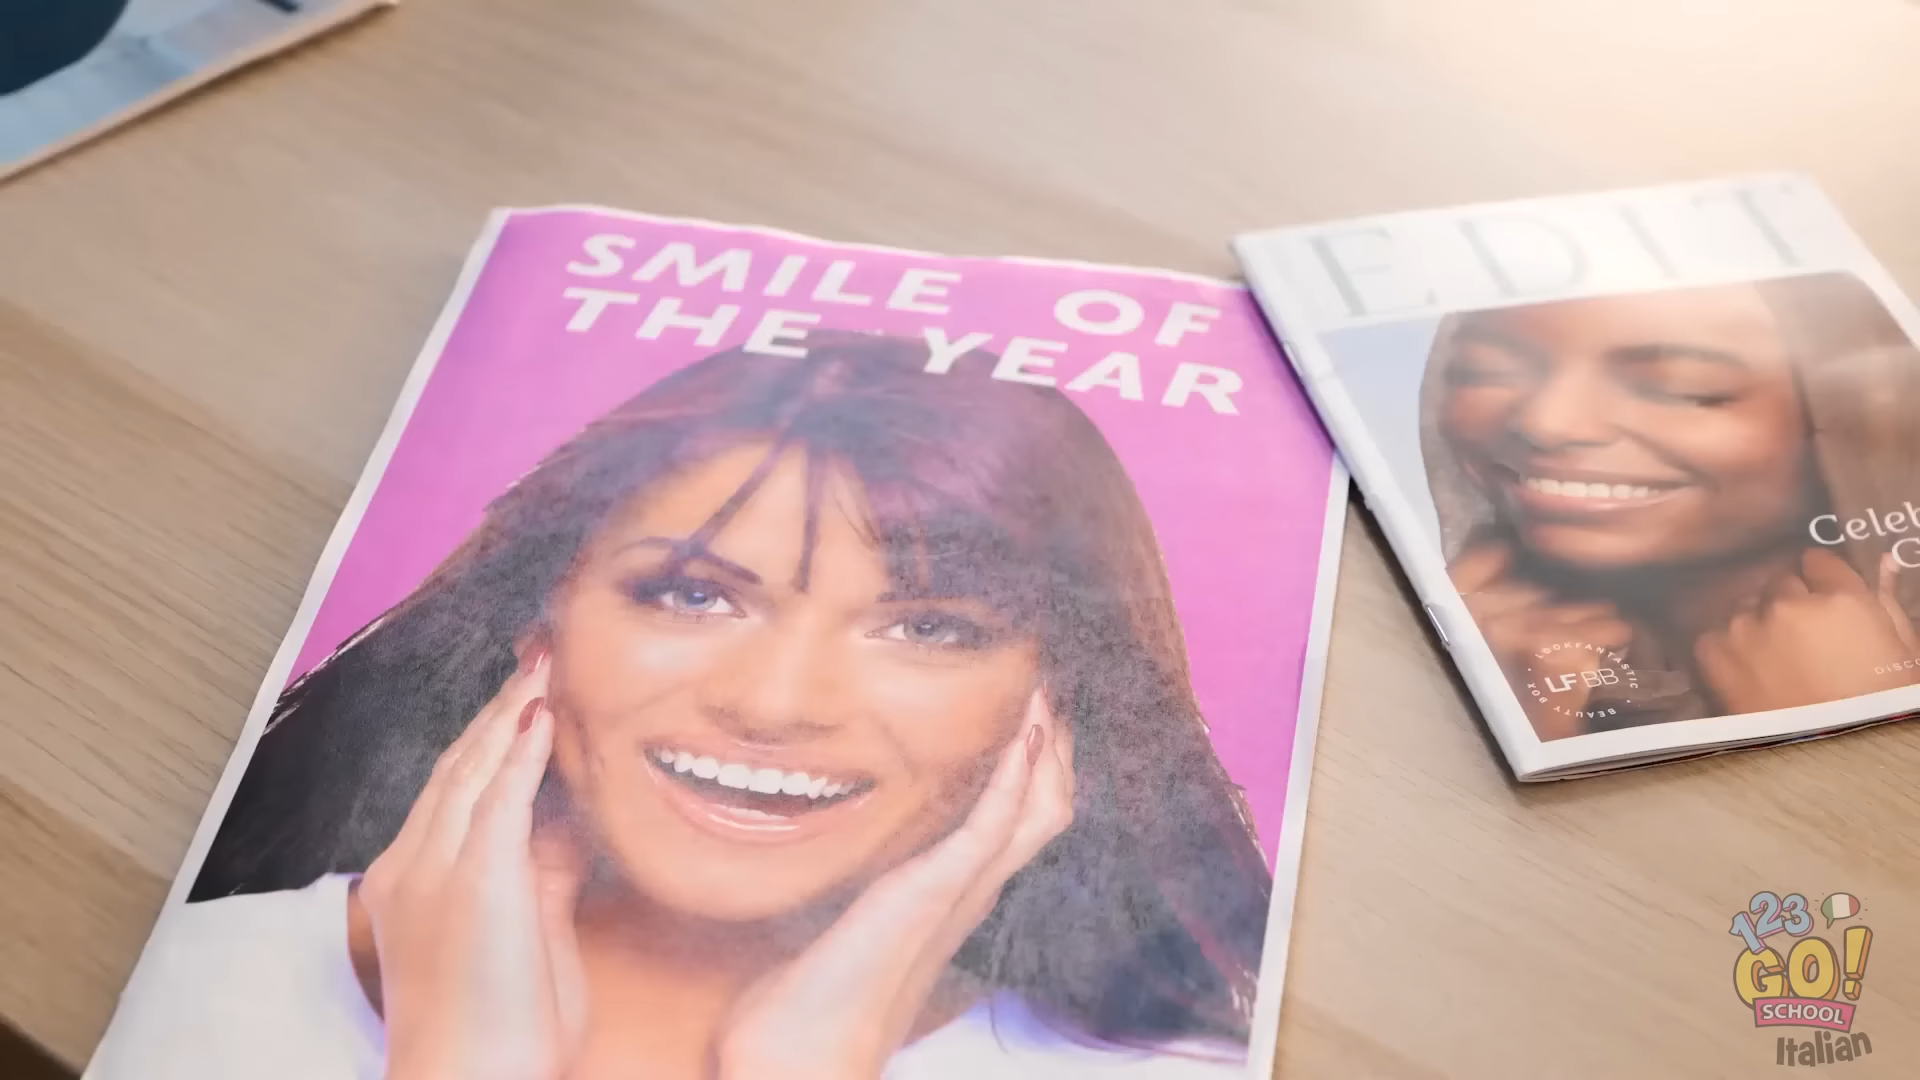 SMILE OF
THE YEAR
EDIT
LOOKFANTASTIC
LF BB
BEAUTY BOX
123
GO!
SCHOOL
Italian